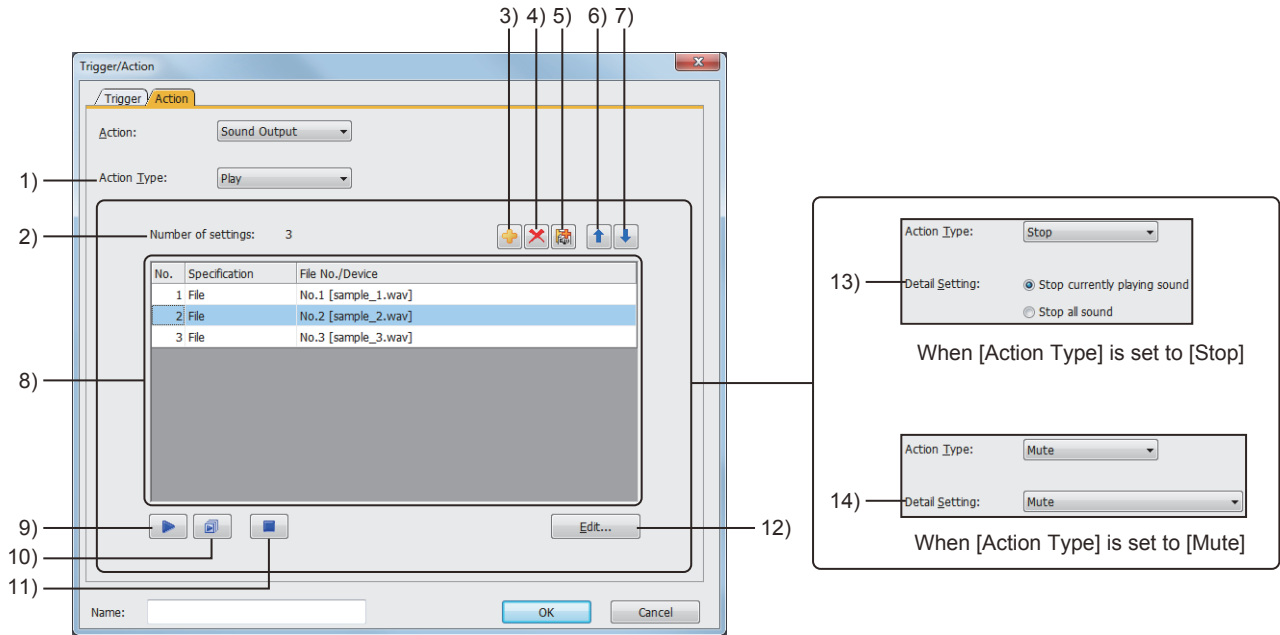 3) 4) 5) 6) 7)
Trigger/Action
Trigger Action
Action: Sound Output
1) Action Type: Play
2) Number of settings: 3
No. Specification File No./Device
1 File No.1 [sample_1.wav]
2 File No.2 [sample_2.wav]
3 File No.3 [sample_3.wav]
8)
9)
10)
11)
Edit...
12)
Name:
OK Cancel
Action Type: Stop
13) Detail Setting: Stop currently playing sound
Stop all sound
When [Action Type] is set to [Stop]
Action Type: Mute
14) Detail Setting: Mute
When [Action Type] is set to [Mute]